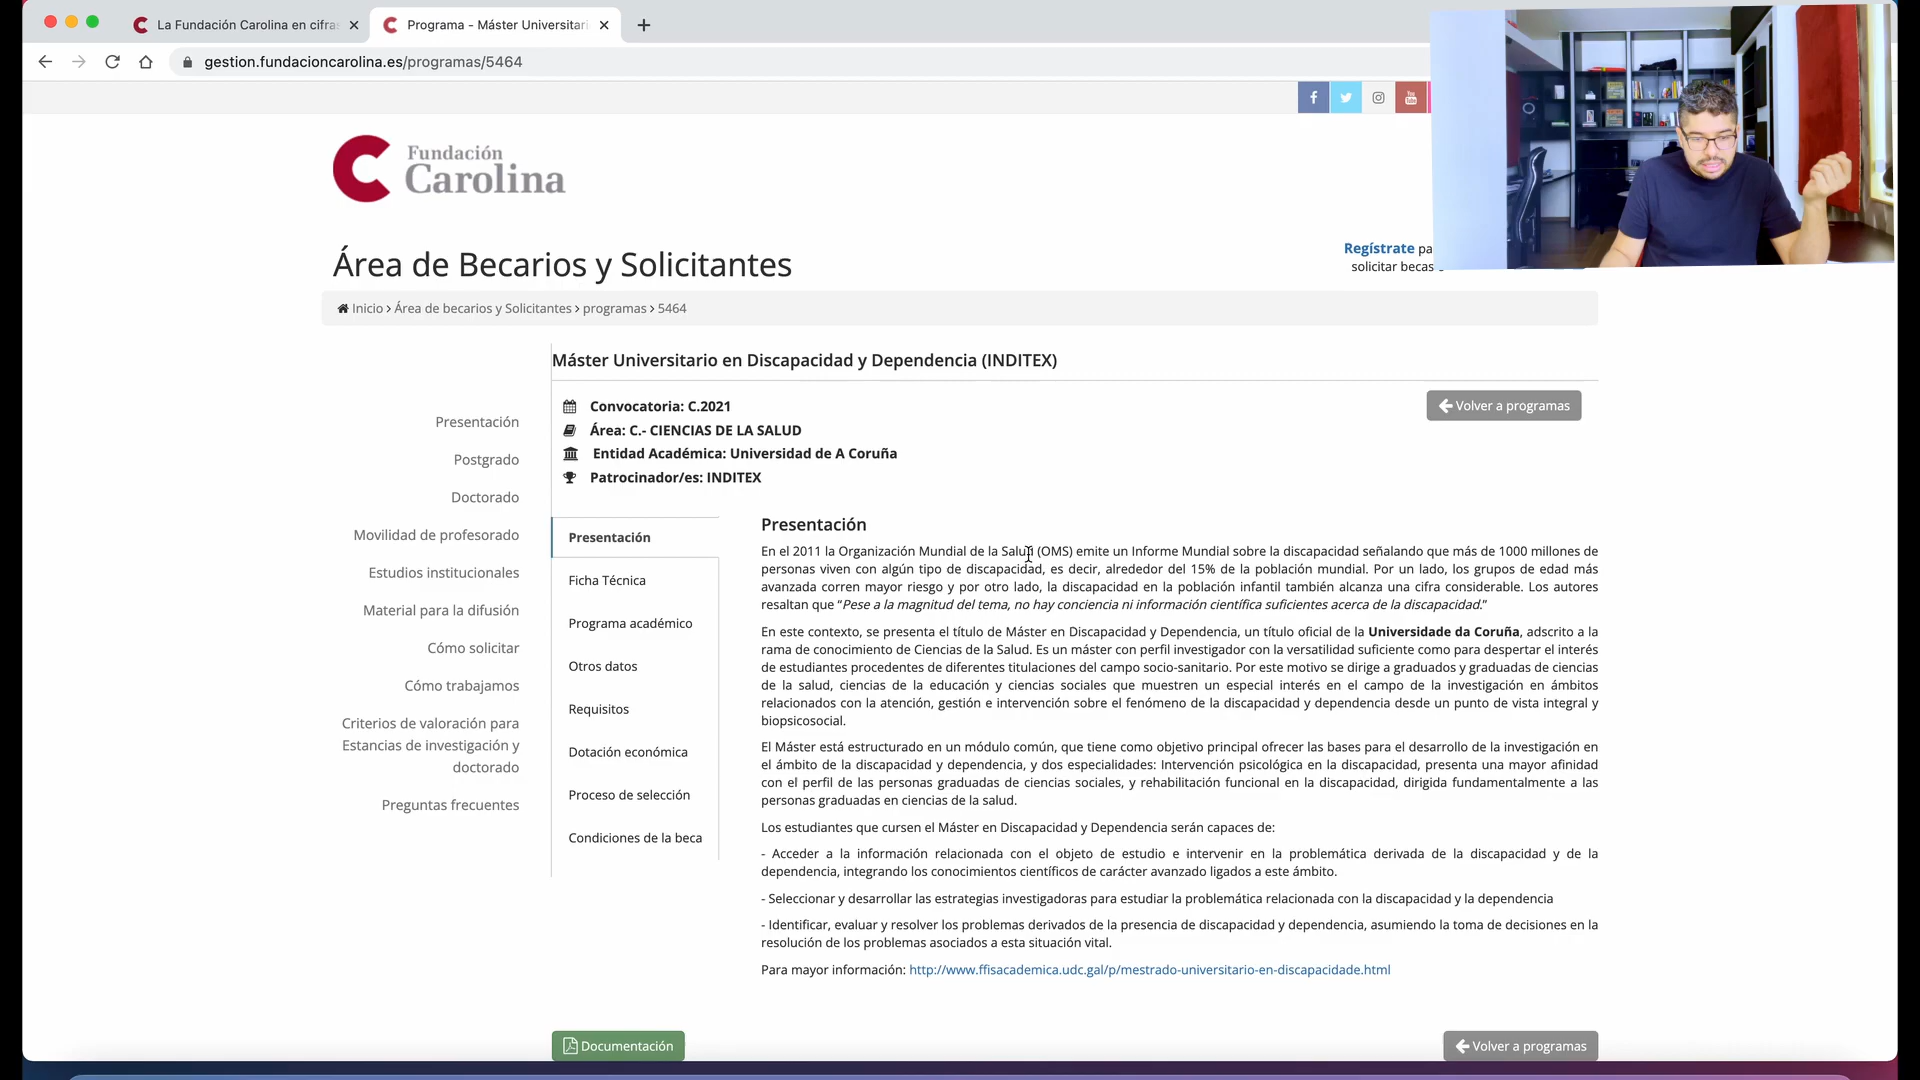 La Fundación Carolina en cifras
Programa - Máster Universitari
gestion.fundacioncarolina.es/programas/5464
f
You
Fundación
Carolina
Regístrate pa
solicitar becas
Área de Becarios y Solicitantes
Inicio > Área de becarios y Solicitantes > programas > 5464
Máster Universitario en Discapacidad y Dependencia (INDITEX)
Convocatoria: C.2021
Volver a programas
Área: C.- CIENCIAS DE LA SALUD
Entidad Académica: Universidad de A Coruña
Patrocinador/es: INDITEX
Presentación
Postgrado
Doctorado
Movilidad de profesorado
Estudios institucionales
Material para la difusión
Cómo solicitar
Cómo trabajamos
Criterios de valoración para
Estancias de investigación y
doctorado
Preguntas frecuentes
Presentación
Ficha Técnica
Programa académico
Otros datos
Requisitos
Dotación económica
Proceso de selección
Condiciones de la beca
Presentación
En el 2011 la Organización Mundial de la Salud (OMS) emite un Informe Mundial sobre la discapacidad señalando que más de 1000 millones de
personas viven con algún tipo de discapacidad, es decir, alrededor del 15% de la población mundial. Por un lado, los grupos de edad más
avanzada corren mayor riesgo y por otro lado, la discapacidad en la población infantil también alcanza una cifra considerable. Los autores
resaltan que “Pese a la magnitud del tema, no hay conciencia ni información científica suficientes acerca de la discapacidad.”
En este contexto, se presenta el título de Máster en Discapacidad y Dependencia, un título oficial de la Universidade da Coruña, adscrito a la
rama de conocimiento de Ciencias de la Salud. Es un máster con perfil investigador con la versatilidad suficiente como para despertar el interés
de estudiantes procedentes de diferentes titulaciones del campo socio-sanitario. Por este motivo se dirige a graduados y graduadas de ciencias
de la salud, ciencias de la educación y ciencias sociales que muestren un especial interés en el campo de la investigación en ámbitos
relacionados con la atención, gestión e intervención sobre el fenómeno de la discapacidad y dependencia desde un punto de vista integral y
biopsicosocial.
El Máster está estructurado en un módulo común, que tiene como objetivo principal ofrecer las bases para el desarrollo de la investigación en
el ámbito de la discapacidad y dependencia, y dos especialidades: Intervención psicológica en la discapacidad, presenta una mayor afinidad
con el perfil de las personas graduadas de ciencias sociales, y rehabilitación funcional en la discapacidad, dirigida fundamentalmente a las
personas graduadas en ciencias de la salud.
Los estudiantes que cursen el Máster en Discapacidad y Dependencia serán capaces de:
- Acceder a la información relacionada con el objeto de estudio e intervenir en la problemática derivada de la discapacidad y de la
dependencia, integrando los conocimientos científicos de carácter avanzado ligados a este ámbito.
- Seleccionar y desarrollar las estrategias investigadoras para estudiar la problemática relacionada con la discapacidad y la dependencia
- Identificar, evaluar y resolver los problemas derivados de la presencia de discapacidad y dependencia, asumiendo la toma de decisiones en la
resolución de los problemas asociados a esta situación vital.
Para mayor información: http://www.ffisacademica.udc.gal/p/mestrado-universitario-en-discapacidade.html
Documentación
Volver a programas